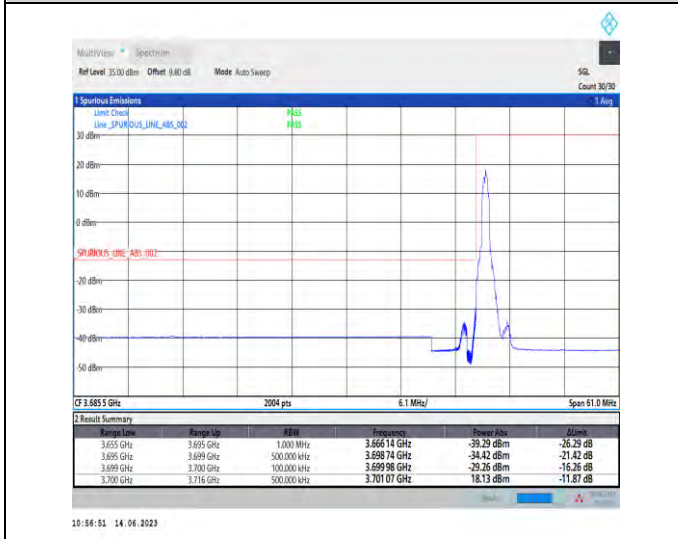 MultiView Spectrum
Ref Level 35.00 dBm Offset 9.80 dB Mode Auto Sweep SGL
Count 30/30
1 Spurious Emissions 1 Avg
Limit Check PASS
Line _SPURIOUS_LINE_ABS_002 PASS
30 dBm
20 dBm
10 dBm
0 dBm
_SPURIOUS_LINE_ABS_002
-20 dBm
-30 dBm
-40 dBm
-50 dBm
CF 3.685 5 GHz 2004 pts 6.1 MHz/ Span 61.0 MHz
2 Result Summary
Range Low Range Up RBW Frequency Power Abs ΔLimit
3.655 GHz 3.695 GHz 1.000 MHz 3.666 14 GHz -39.29 dBm -26.29 dB
3.695 GHz 3.699 GHz 500.000 kHz 3.698 74 GHz -34.42 dBm -21.42 dB
3.699 GHz 3.700 GHz 100.000 kHz 3.699 98 GHz -29.26 dBm -16.26 dB
3.700 GHz 3.716 GHz 500.000 kHz 3.701 07 GHz 18.13 dBm -11.87 dB
10:56:51 14.06.2023